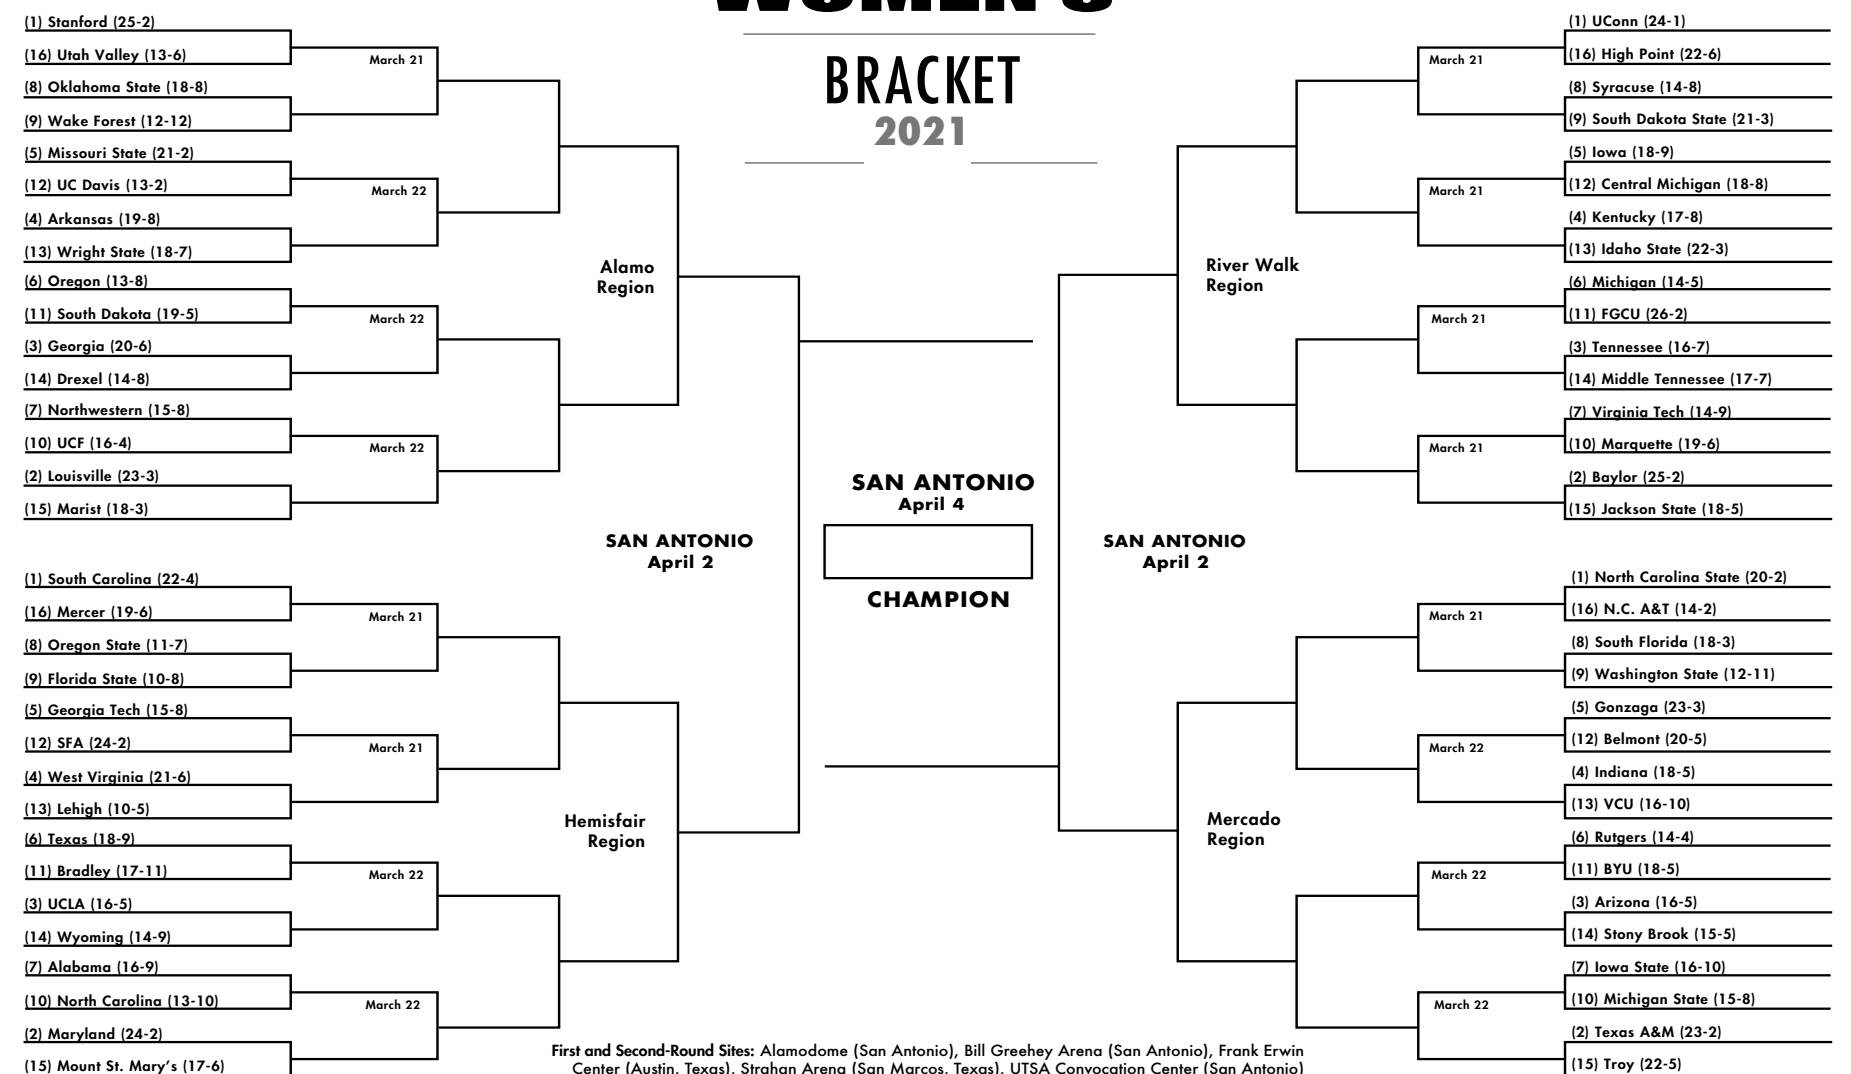 WOMEN'S
BRACKET
2021
(1) Stanford (25-2)
(16) Utah Valley (13-6)
March 21
(8) Oklahoma State (18-8)
(9) Wake Forest (12-12)
(5) Missouri State (21-2)
(12) UC Davis (13-2)
March 22
(4) Arkansas (19-8)
(13) Wright State (18-7)
Alamo
Region
(6) Oregon (13-8)
(11) South Dakota (19-5)
March 22
(3) Georgia (20-6)
(14) Drexel (14-8)
(7) Northwestern (15-8)
(10) UCF (16-4)
March 22
(2) Louisville (23-3)
(15) Marist (18-3)
SAN ANTONIO
April 2
(1) South Carolina (22-4)
(16) Mercer (19-6)
March 21
(8) Oregon State (11-7)
(9) Florida State (10-8)
(5) Georgia Tech (15-8)
(12) SFA (24-2)
March 21
(4) West Virginia (21-6)
(13) Lehigh (10-5)
Hemisfair
Region
(6) Texas (18-9)
(11) Bradley (17-11)
March 22
(3) UCLA (16-5)
(14) Wyoming (14-9)
(7) Alabama (16-9)
(10) North Carolina (13-10)
March 22
(2) Maryland (24-2)
(15) Mount St. Mary's (17-6)
SAN ANTONIO
April 4
CHAMPION
(1) UConn (24-1)
(16) High Point (22-6)
March 21
(8) Syracuse (14-8)
(9) South Dakota State (21-3)
(5) Iowa (18-9)
(12) Central Michigan (18-8)
March 21
(4) Kentucky (17-8)
(13) Idaho State (22-3)
River Walk
Region
(6) Michigan (14-5)
(11) FGCU (26-2)
March 21
(3) Tennessee (16-7)
(14) Middle Tennessee (17-7)
(7) Virginia Tech (14-9)
(10) Marquette (19-6)
March 21
(2) Baylor (25-2)
(15) Jackson State (18-5)
SAN ANTONIO
April 2
(1) North Carolina State (20-2)
(16) N.C. A&T (14-2)
March 21
(8) South Florida (18-3)
(9) Washington State (12-11)
(5) Gonzaga (23-3)
(12) Belmont (20-5)
March 22
(4) Indiana (18-5)
(13) VCU (16-10)
Mercado
Region
(6) Rutgers (14-4)
(11) BYU (18-5)
March 22
(3) Arizona (16-5)
(14) Stony Brook (15-5)
(7) Iowa State (16-10)
(10) Michigan State (15-8)
March 22
(2) Texas A&M (23-2)
(15) Troy (22-5)
First and Second-Round Sites: Alamodome (San Antonio), Bill Greehey Arena (San Antonio), Frank Erwin
Center (Austin, Texas), Strahan Arena (San Marcos, Texas), UTSA Convocation Center (San Antonio)